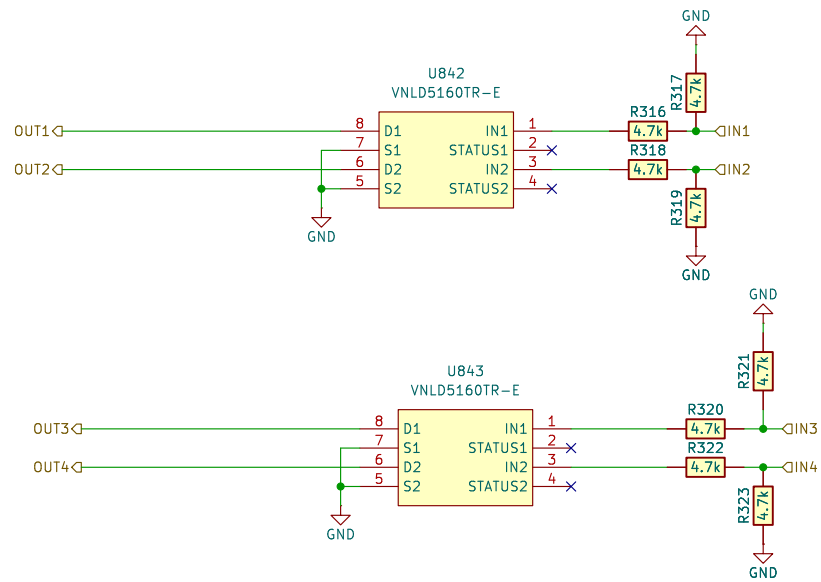 GND
R317
4.7k
U842
VNLD5160TR-E
R316
OUT1
8
D1
IN1
1
4.7k
IN1
7
S1
STATUS1
2
R318
OUT2
6
D2
IN2
3
4.7k
IN2
5
S2
STATUS2
4
R319
4.7k
GND
GND
GND
R321
4.7k
U843
VNLD5160TR-E
R320
OUT3
8
D1
IN1
1
4.7k
IN3
7
S1
STATUS1
2
R322
OUT4
6
D2
IN2
3
4.7k
IN4
5
S2
STATUS2
4
R323
4.7k
GND
GND